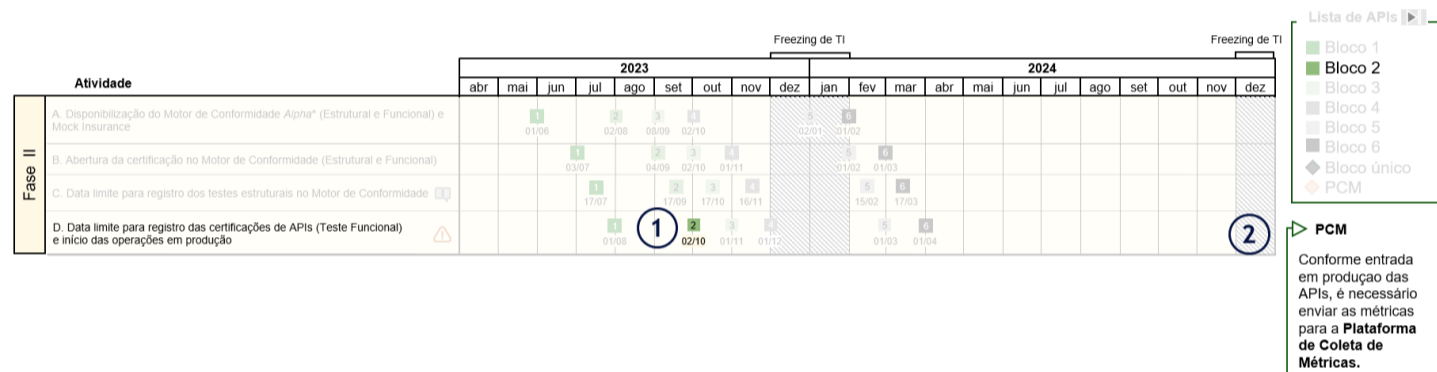 Lista de APIs
Freezing de TI
Freezing de TI
Bloco 1
Bloco 2
Bloco 3
Bloco 4
Bloco 5
Bloco 6
Bloco único
PCM
2023
2024
Atividade
abr mai jun jul ago set out nov dez jan fev mar abr mai jun jul ago set out nov dez
Fase II
A. Disponibilização do Motor de Conformidade Alpha* (Estrutural e Funcional) e
Mock Insurance
1 2 3 4 5 6
01/06 02/08 08/09 02/10 02/01 01/02
B. Abertura da certificação no Motor de Conformidade (Estrutural e Funcional)
1 2 3 4 5 6
03/07 04/09 02/10 01/11 01/02 01/03
C. Data limite para registro dos testes estruturais no Motor de Conformidade
1 2 3 4 5 6
17/07 17/09 17/10 16/11 15/02 17/03
D. Data limite para registro das certificações de APIs (Teste Funcional)
e início das operações em produção
1 1 2 3 4 5 6 2
01/08 02/10 01/11 01/12 01/03 01/04
PCM
Conforme entrada
em produçao das
APIs, é necessário
enviar as métricas
para a Plataforma
de Coleta de
Métricas.